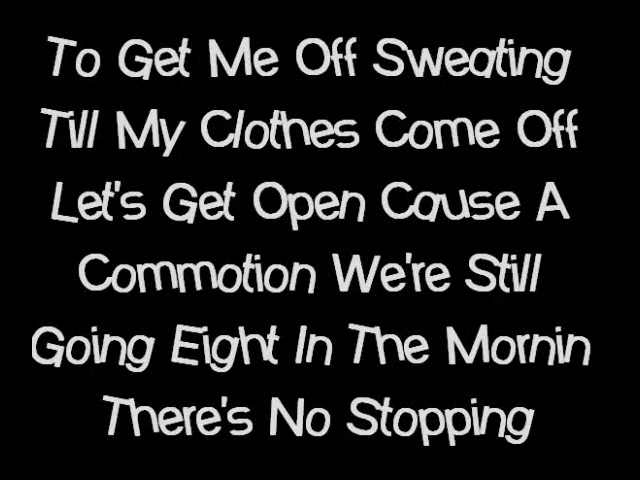 To Get Me Off Sweating
Till My Clothes Come Off
Let's Get Open Cause A
Commotion We're Still
Going Eight In The Mornin
There's No Stopping